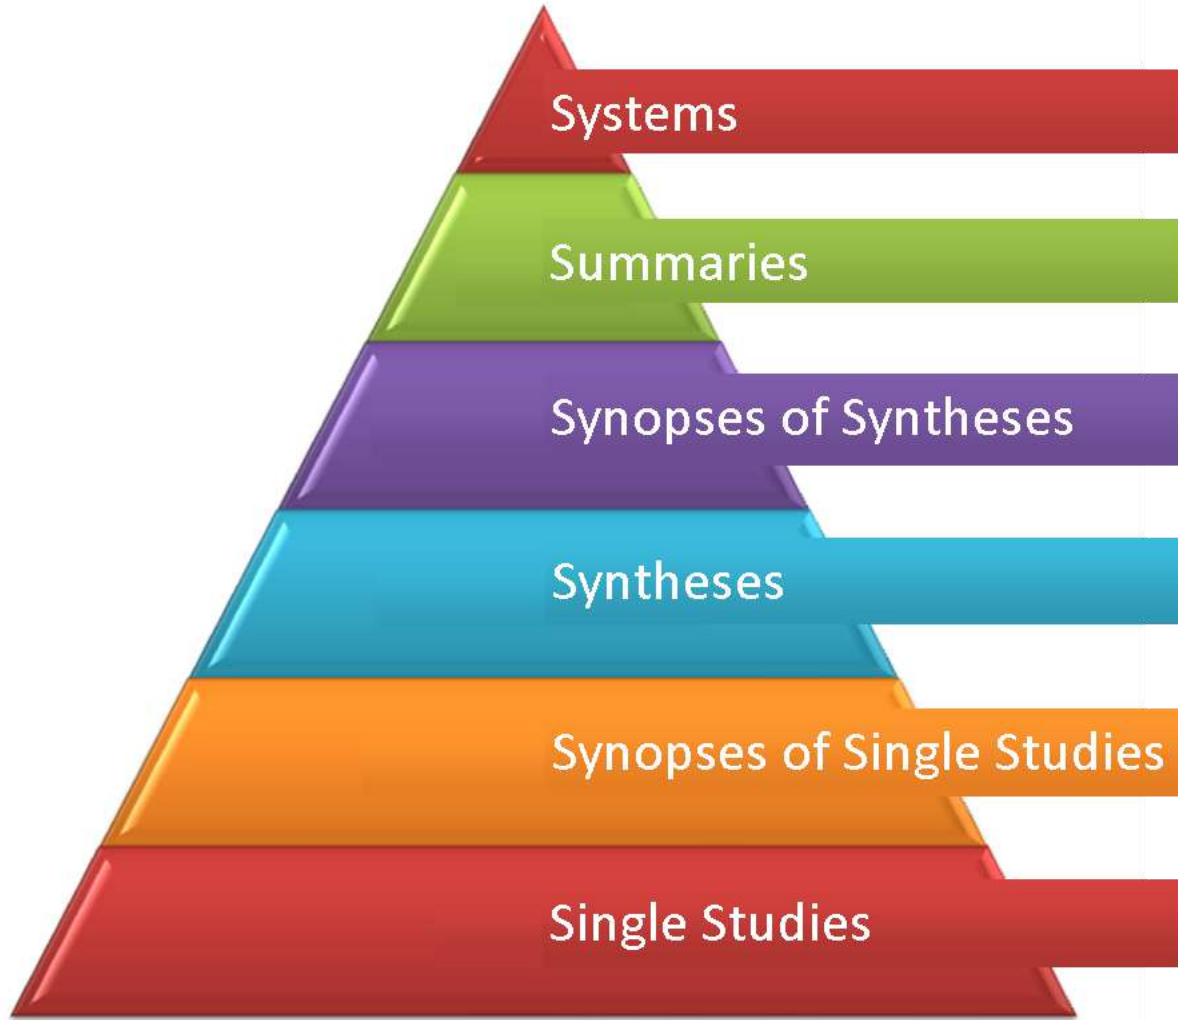 Systems
Summaries
Synopses of Syntheses
Syntheses
Synopses of Single Studies
Single Studies